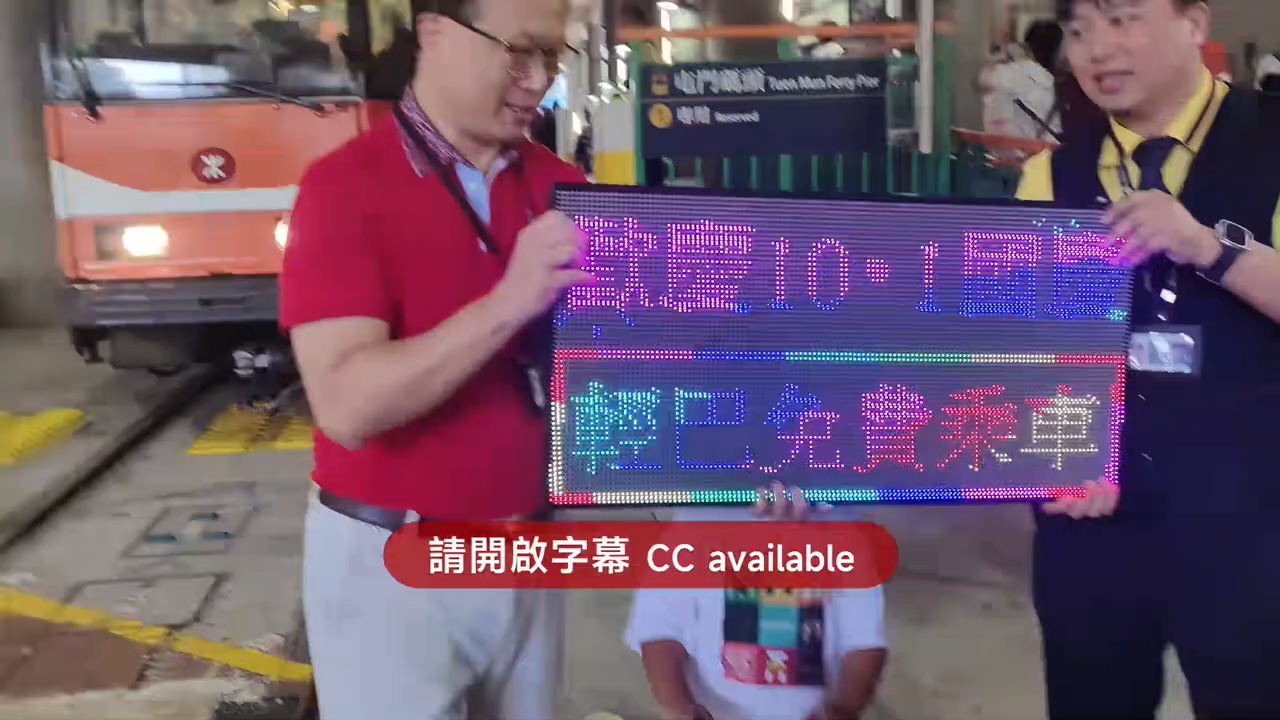 屯門碼頭 Tuen Mun Ferry Pier
專用 Reserved
歡慶10·1國慶
輕巴免費乘車
請開啟字幕 CC available